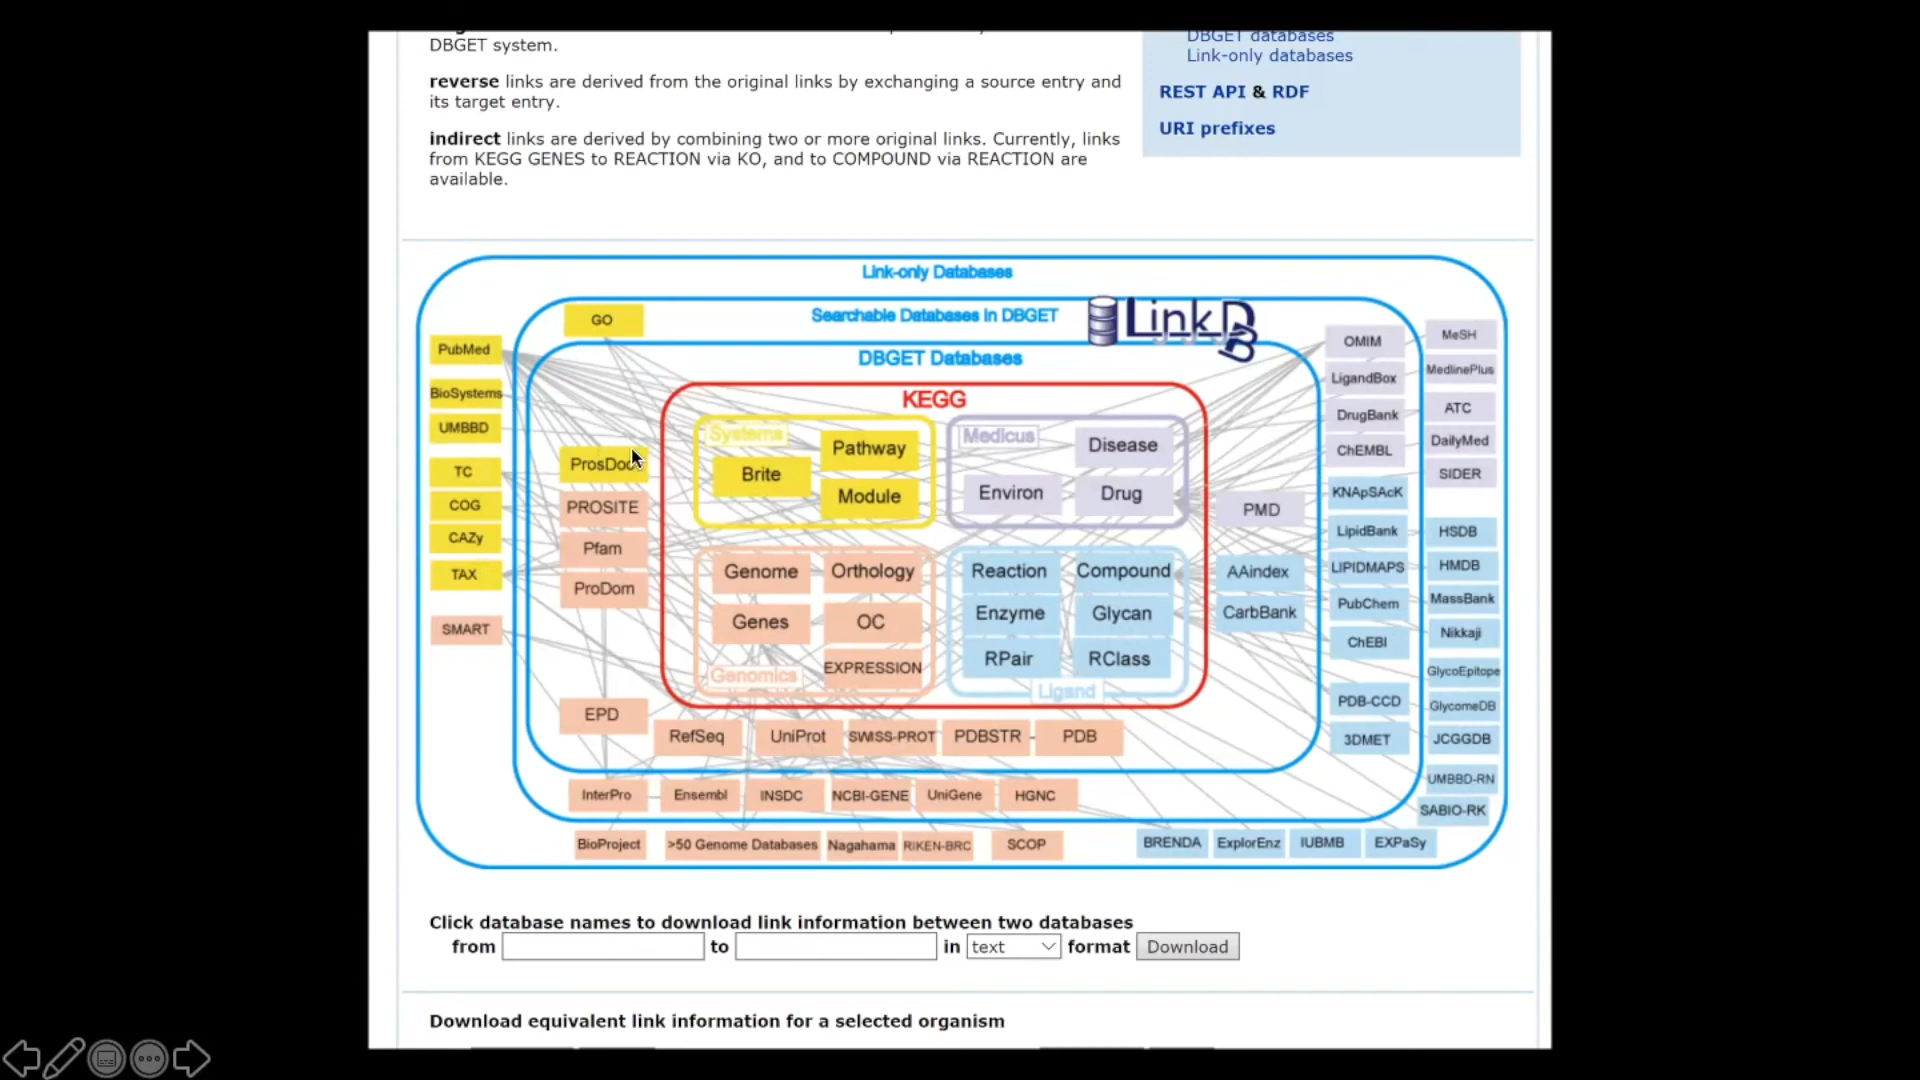 DBGET system.
reverse links are derived from the original links by exchanging a source entry and
its target entry.
indirect links are derived by combining two or more original links. Currently, links
from KEGG GENES to REACTION via KO, and to COMPOUND via REACTION are
available.
DBGET databases
Link-only databases
REST API & RDF
URI prefixes
Link-only Databases
Searchable Databases in DBGET
LinkDB
DBGET Databases
KEGG
GO
PubMed
BioSystems
UMBBD
TC
COG
CAZy
TAX
SMART
ProsDoc
PROSITE
Pfam
ProDom
EPD
Systems
Pathway
Brite
Module
Medicus
Disease
Environ
Drug
Genome
Orthology
Genes
OC
EXPRESSION
Genomics
Reaction
Compound
Enzyme
Glycan
RPair
RClass
Ligand
PMD
AAindex
CarbBank
OMIM
LigandBox
DrugBank
ChEMBL
KNApSAcK
LipidBank
LIPIDMAPS
PubChem
ChEBI
PDB-CCD
3DMET
MeSH
MedlinePlus
ATC
DailyMed
SIDER
HSDB
HMDB
MassBank
Nikkaji
GlycoEpitope
GlycomeDB
JCGGDB
UMBBD-RN
SABIO-RK
RefSeq UniProt SWISS-PROT PDBSTR - PDB
InterPro Ensembl INSDC NCBI-GENE UniGene HGNC
BioProject >50 Genome Databases Nagahama RIKEN-BRC SCOP BRENDA ExplorEnz IUBMB EXPaSy
Click database names to download link information between two databases
from to in text format Download
Download equivalent link information for a selected organism